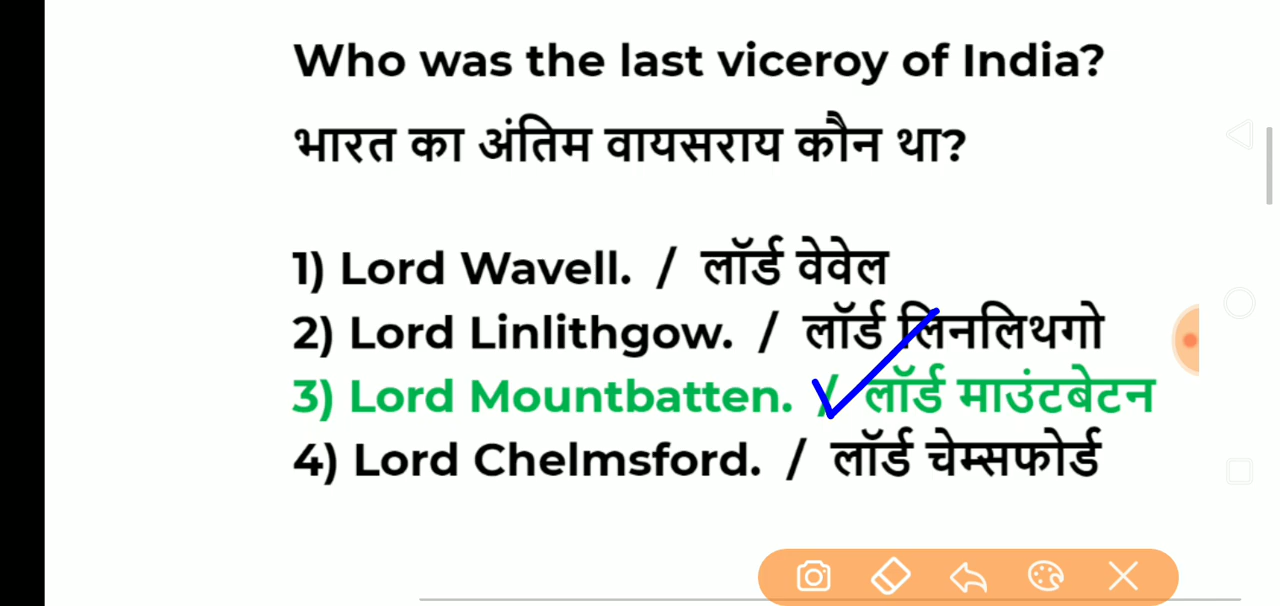 Who was the last viceroy of India?
भारत का अंतिम वायसराय कौन था?
1) Lord Wavell. / लॉर्ड वेवेल
2) Lord Linlithgow. / लॉर्ड लिनलिथगो
3) Lord Mountbatten. / लॉर्ड माउंटबेटन
4) Lord Chelmsford. / लॉर्ड चेम्सफोर्ड